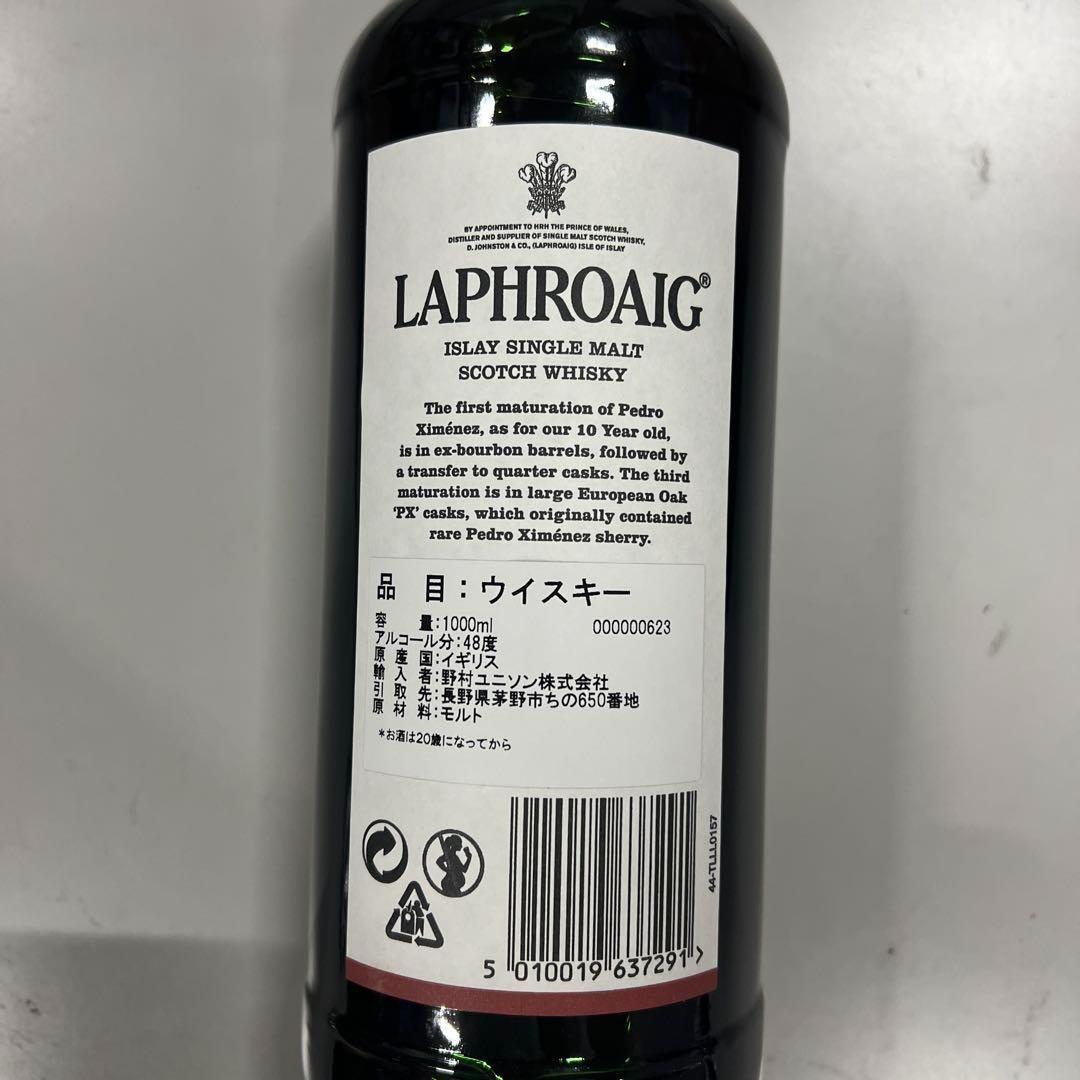 BY APPOINTMENT TO HRH THE PRINCE OF WALES,
DISTILLER AND SUPPLIER OF SINGLE MALT SCOTCH WHISKY,
D. JOHNSTON & CO., (LAPHROAIG) ISLE OF ISLAY
LAPHROAIG®
ISLAY SINGLE MALT
SCOTCH WHISKY
The first maturation of Pedro
Ximénez, as for our 10 Year old,
is in ex-bourbon barrels, followed by
a transfer to quarter casks. The third
maturation is in large European Oak
‘PX’ casks, which originally contained
rare Pedro Ximénez sherry.
品 目：ウイスキー
容 量：1000ml 000000623
アルコール分：48度
原産国：イギリス
輸入者：野村ユニソン株式会社
引取先：長野県茅野市ちの650番地
原材料：モルト
＊お酒は20歳になってから
44-TLLL0157
5 010019 637291 >